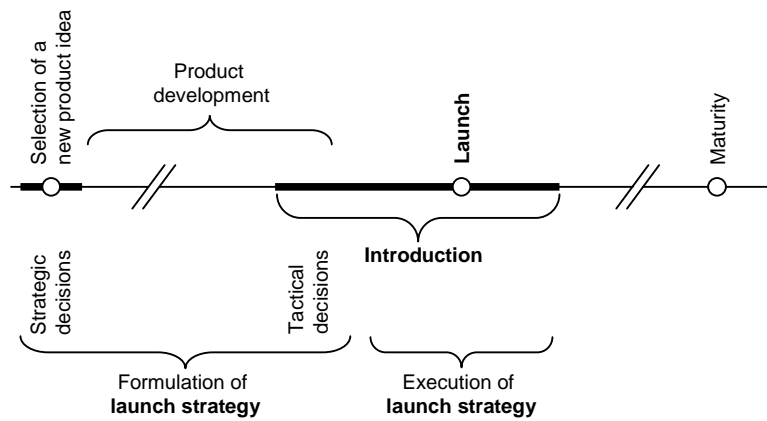 Selection of a
new product idea
Product
development
Launch
Maturity
Introduction
Strategic
decisions
Tactical
decisions
Formulation of
launch strategy
Execution of
launch strategy